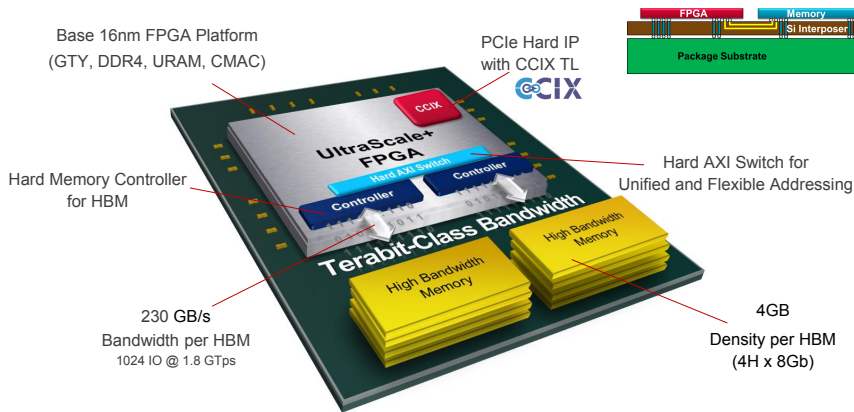 Base 16nm FPGA Platform
(GTY, DDR4, URAM, CMAC)
PCIe Hard IP
with CCIX TL
CCIX
FPGA
Memory
Si Interposer
Package Substrate
CCIX
UltraScale+
FPGA
Hard AXI Switch
Controller
Controller
Hard Memory Controller
for HBM
Hard AXI Switch for
Unified and Flexible Addressing
Terabit-Class Bandwidth
High Bandwidth
Memory
High Bandwidth
Memory
230 GB/s
Bandwidth per HBM
1024 IO @ 1.8 GTps
4GB
Density per HBM
(4H x 8Gb)